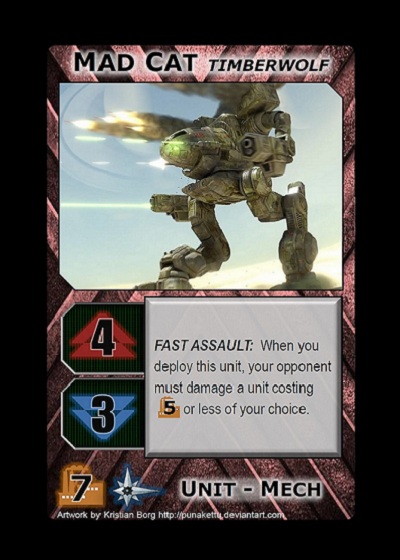 MAD CAT TIMBERWOLF
4
FAST ASSAULT: When you
deploy this unit, your opponent
must damage a unit costing
5 or less of your choice.
3
7
UNIT - MECH
Artwork by Kristian Borg http://punakettu.deviantart.com